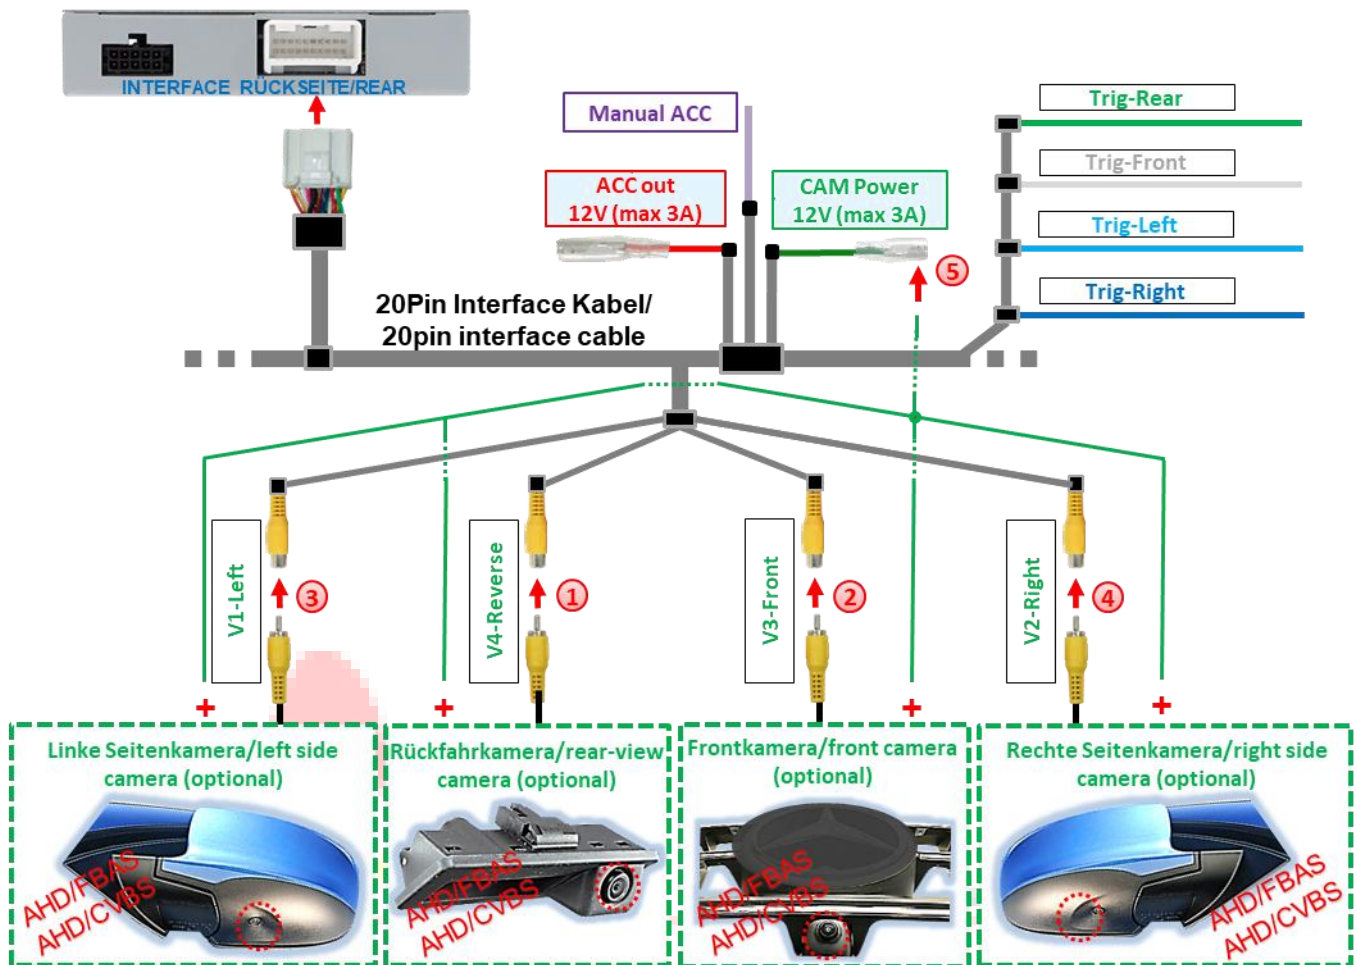 INTERFACE RÜCKSEITE/REAR
Manual ACC
ACC out
12V (max 3A)
CAM Power
12V (max 3A)
Trig-Rear
Trig-Front
Trig-Left
Trig-Right
5
20Pin Interface Kabel/
20pin interface cable
V1-Left
3
V4-Reverse
1
V3-Front
2
V2-Right
4
+
+
+
+
Linke Seitenkamera/left side
camera (optional)
AHD/FBAS
AHD/CVBS
Rückfahrkamera/rear-view
camera (optional)
AHD/FBAS
AHD/CVBS
Frontkamera/front camera
(optional)
AHD/FBAS
AHD/CVBS
Rechte Seitenkamera/right side
camera (optional)
AHD/FBAS
AHD/CVBS